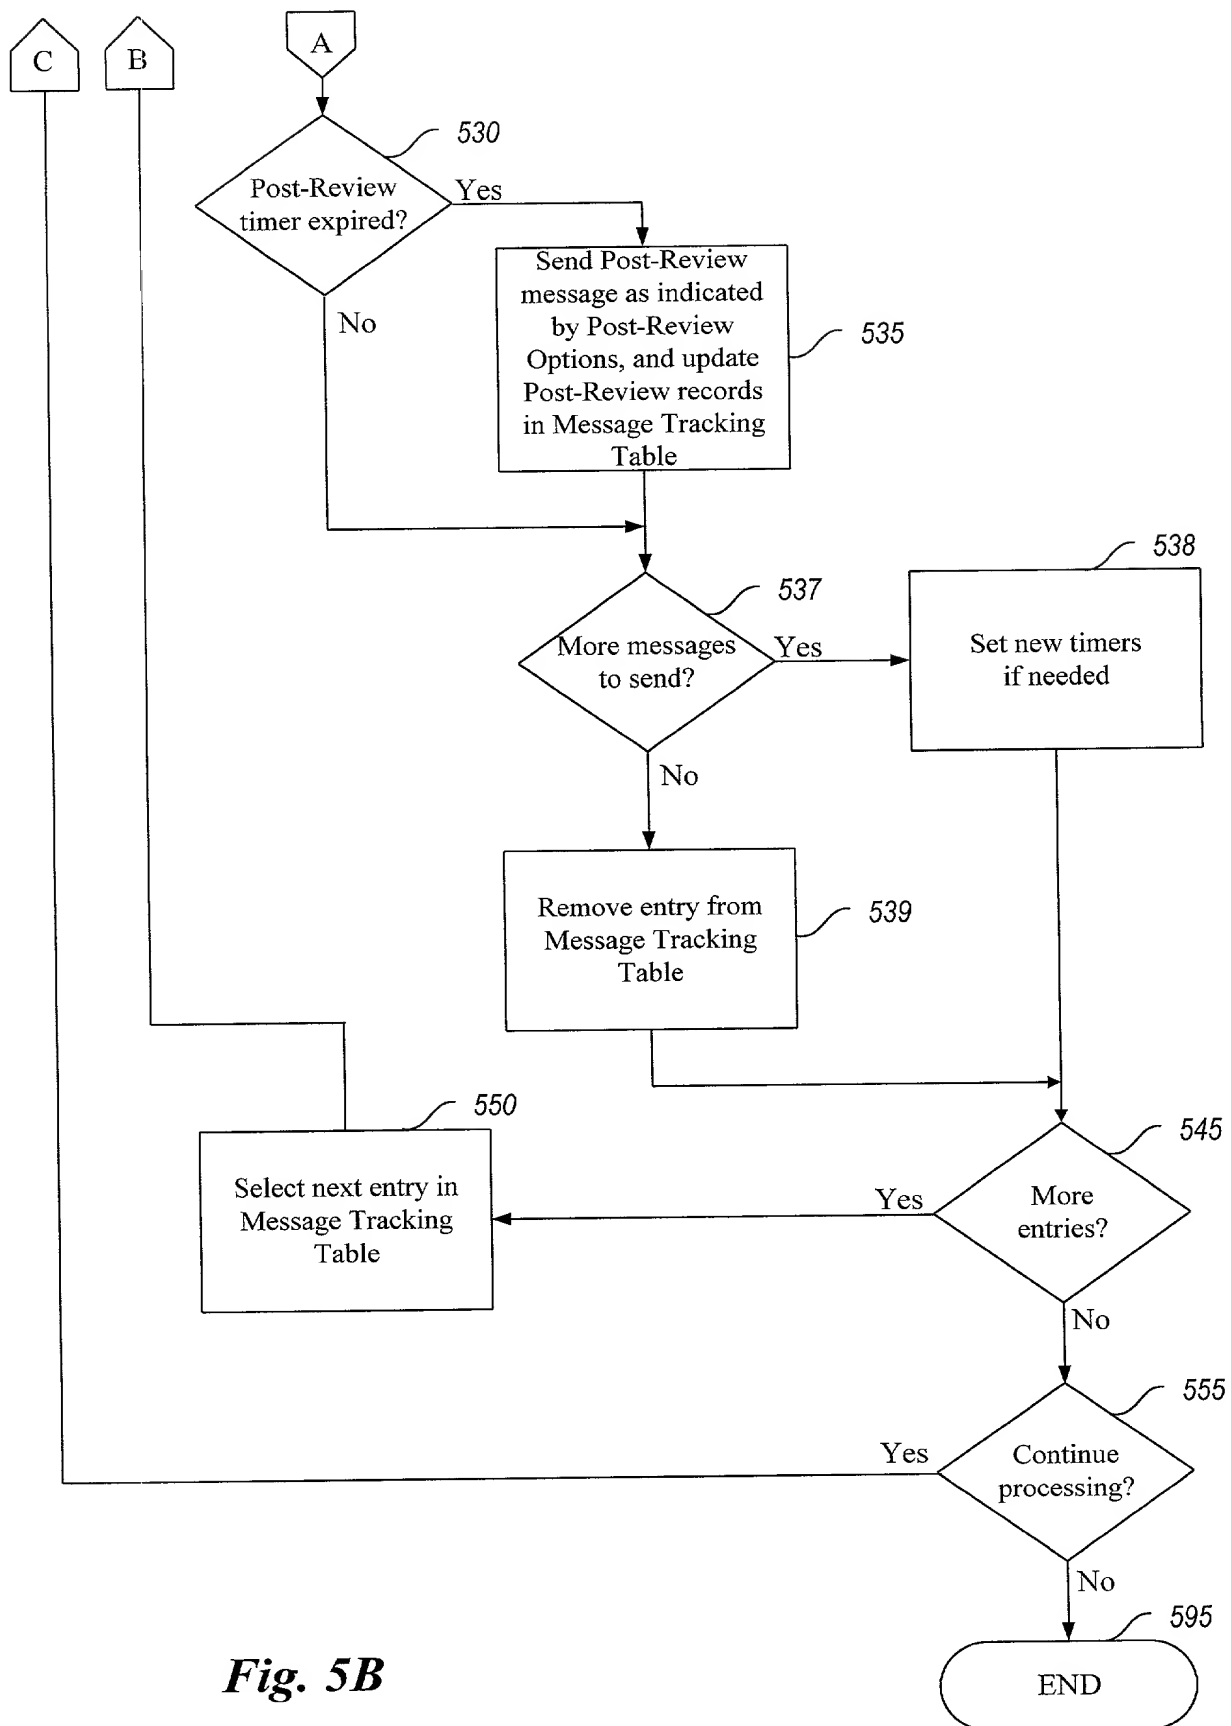 C
B
A
530
Post-Review
timer expired?
Yes
No
Send Post-Review
message as indicated
by Post-Review
Options, and update
Post-Review records
in Message Tracking
Table
535
537
More messages
to send?
Yes
No
538
Set new timers
if needed
Remove entry from
Message Tracking
Table
539
550
Select next entry in
Message Tracking
Table
545
More
entries?
Yes
No
555
Continue
processing?
Yes
No
595
END
Fig. 5B